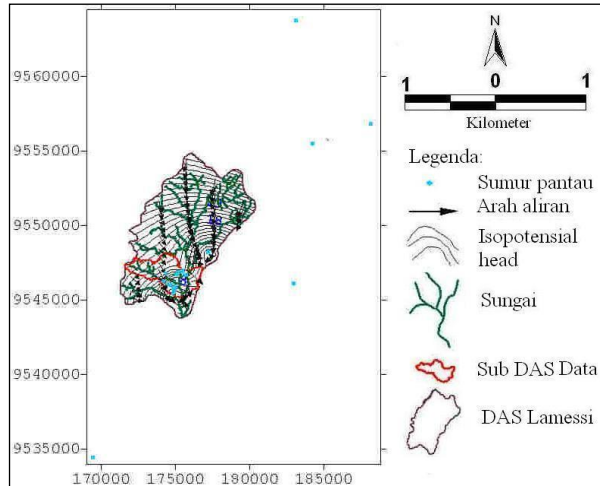 9560000
9555000
9550000
9545000
9540000
9535000
170000 175000 180000 185000
N
1 0 1
Kilometer
Legenda:
Sumur pantau
Arah aliran
Isopotensial
head
Sungai
Sub DAS Data
DAS Lamessi